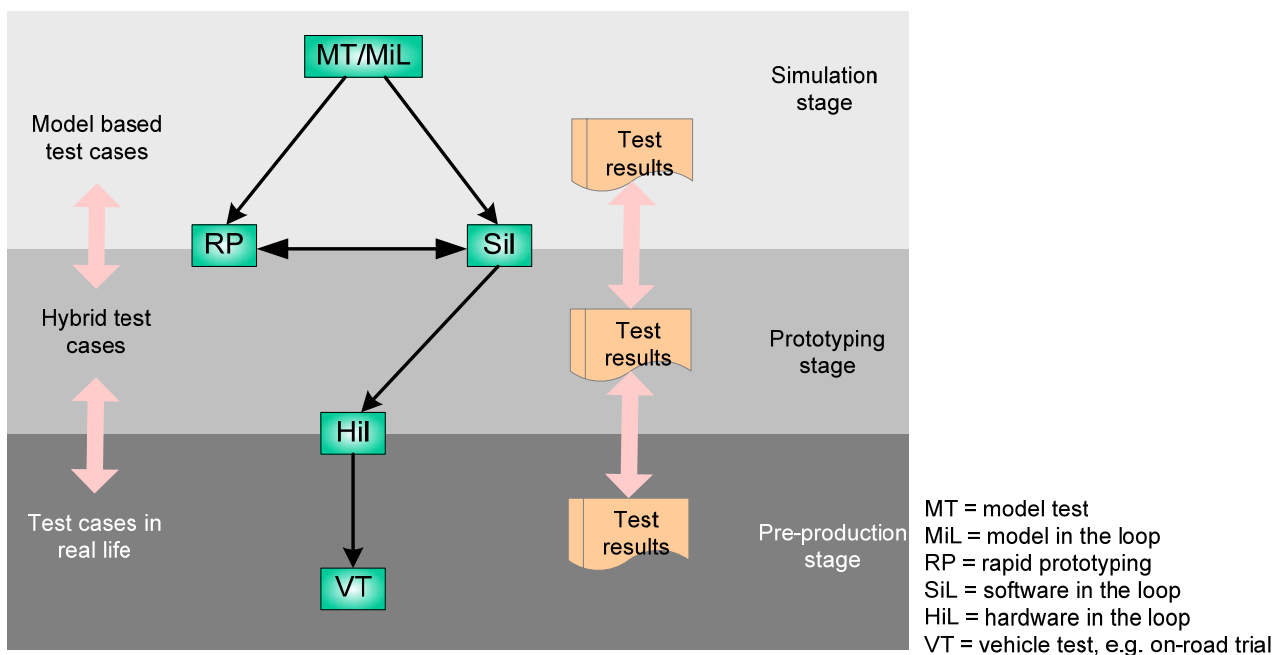 MT/MiL
Simulation
stage
Model based
test cases
Test
results
RP
Sil
Hybrid test
cases
Test
results
Prototyping
stage
Hil
Test cases in
real life
Test
results
Pre-production
stage
VT
MT = model test
MiL = model in the loop
RP = rapid prototyping
SiL = software in the loop
HiL = hardware in the loop
VT = vehicle test, e.g. on-road trial